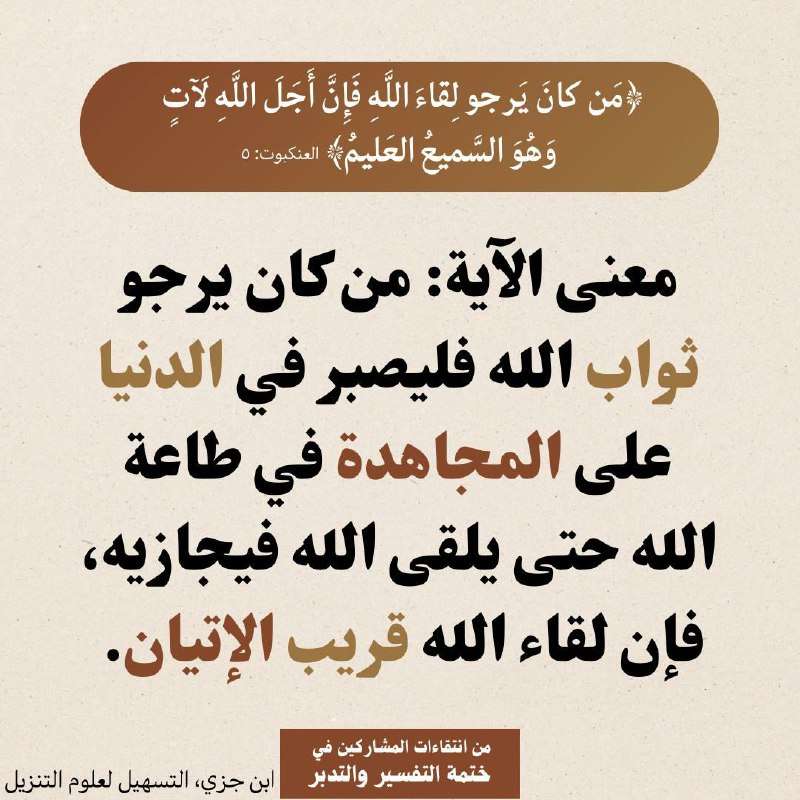 ﴿مَن كانَ يَرجو لِقاءَ اللَّهِ فَإِنَّ أَجَلَ اللَّهِ لَآتٍ
وَهُوَ السَّميعُ العَليمُ﴾ العنكبوت: ٥
معنى الآية: من كان يرجو
ثواب الله فليصبر في الدنيا
على المجاهدة في طاعة
الله حتى يلقى الله فيجازيه،
فإن لقاء الله قريب الإتيان.
من انتقاءات المشاركين في
ختمة التفسير والتدبر
ابن جزي، التسهيل لعلوم التنزيل